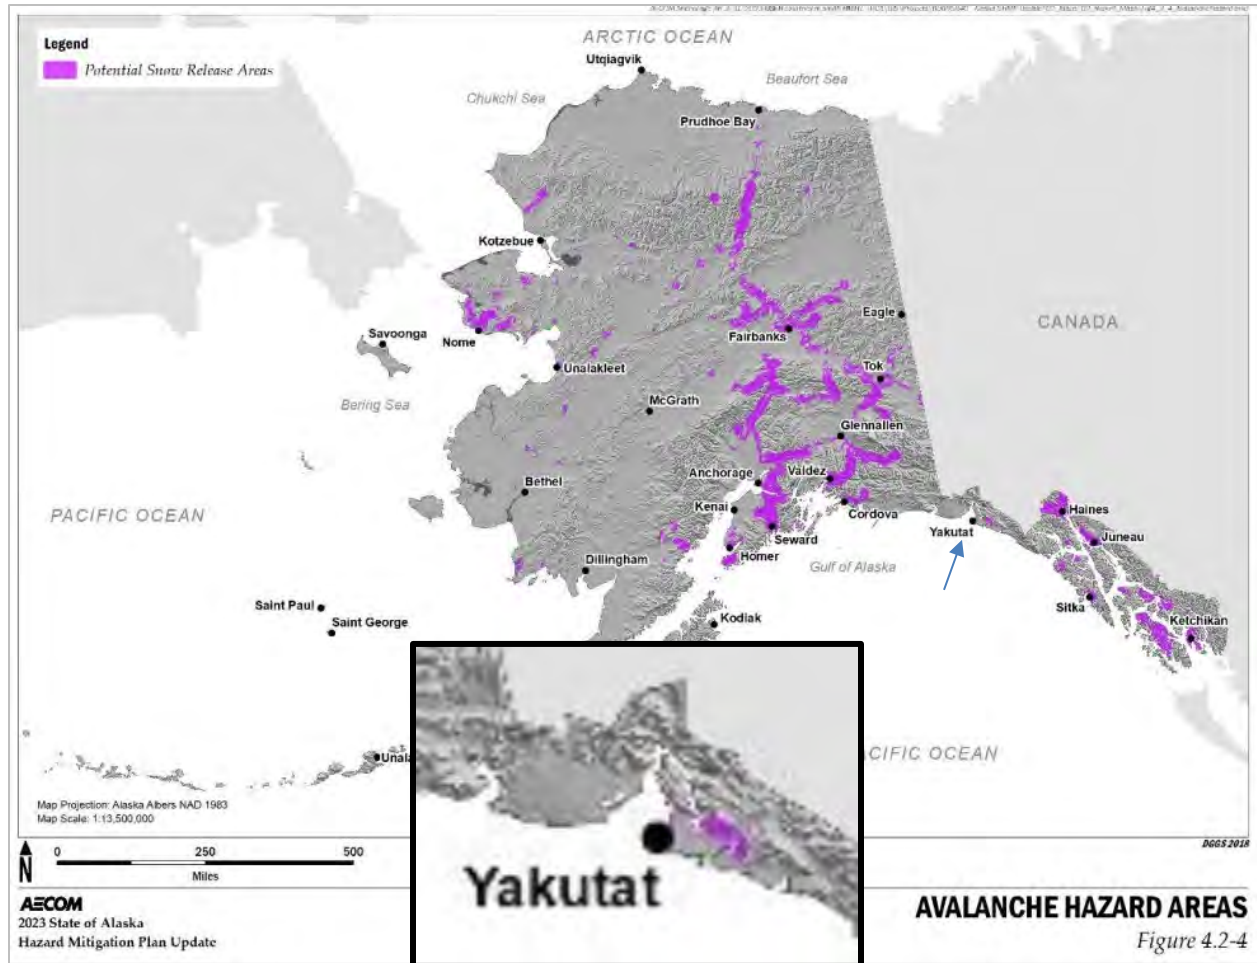 Legend
Potential Snow Release Areas
ARCTIC OCEAN
Utqiagvik
Beaufort Sea
Chukchi Sea
Prudhoe Bay
Kotzebue
Eagle
CANADA
Savoonga
Nome
Fairbanks
Unalakleet
Tok
Bering Sea
McGrath
Glennallen
Anchorage
Valdez
Bethel
Kenai
Cordova
Haines
PACIFIC OCEAN
Yakutat
Seward
Juneau
Homer
Gulf of Alaska
Dillingham
Sitka
Saint Paul
Kodiak
Saint George
Ketchikan
Unala
CIFIC OCEAN
Yakutat
Map Projection: Alaska Albers NAD 1983
Map Scale: 1:13,500,000
DGGS 2018
N
0 250 500
Miles
AECOM
2023 State of Alaska
Hazard Mitigation Plan Update
AVALANCHE HAZARD AREAS
Figure 4.2-4